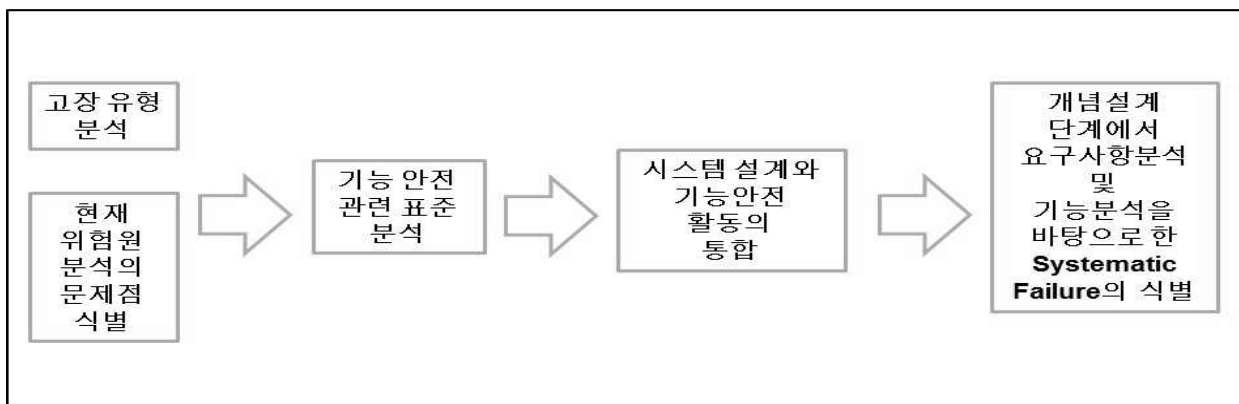 고장 유형
분석
현재
위험원
분석의
문제점
식별
기능 안전
관련 표준
분석
시스템 설계와
기능안전
활동의
통합
개념설계
단계에서
요구사항분석
및
기능분석을
바탕으로 한
Systematic
Failure의 식별